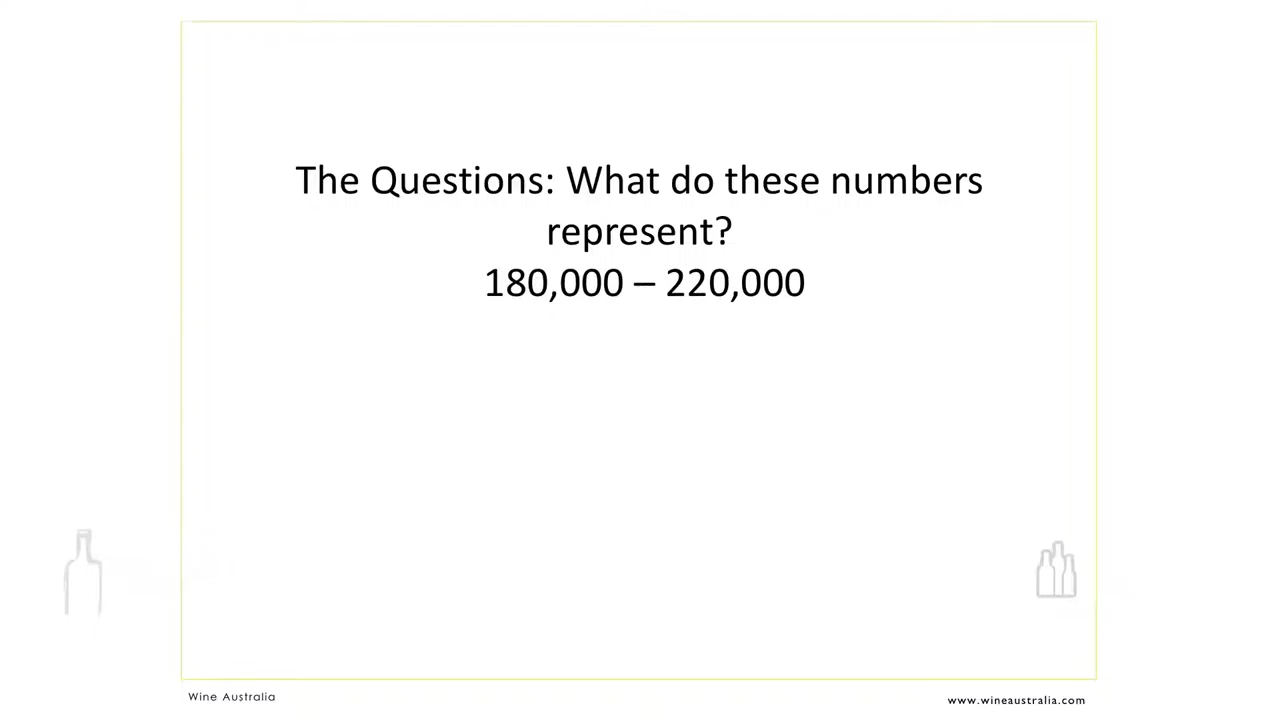 The Questions: What do these numbers
represent?
180,000 – 220,000
Wine Australia
www.wineaustralia.com